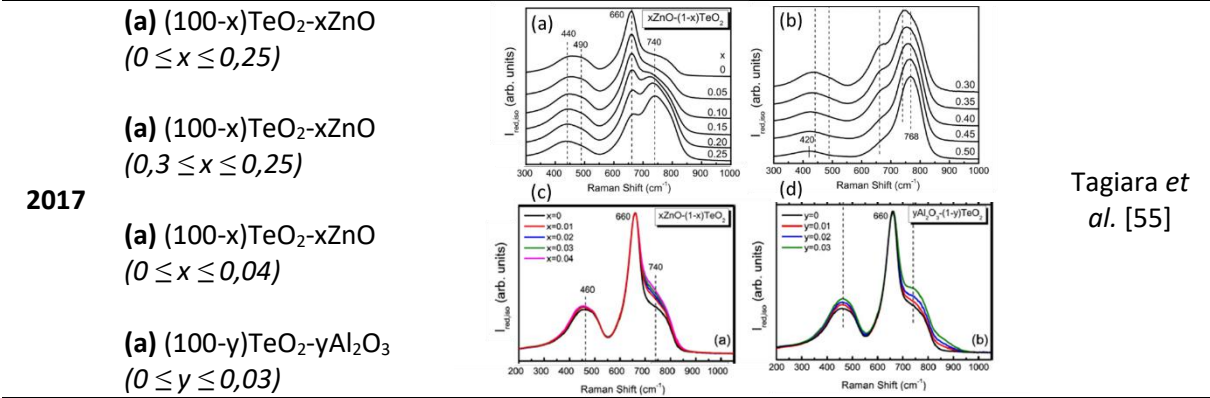 2017
(a) (100-x)TeO₂-xZnO
(0 ≤ x ≤ 0,25)
(a) (100-x)TeO₂-xZnO
(0,3 ≤ x ≤ 0,25)
(a) (100-x)TeO₂-xZnO
(0 ≤ x ≤ 0,04)
(a) (100-y)TeO₂-yAl₂O₃
(0 ≤ y ≤ 0,03)
(a)
xZnO-(1-x)TeO₂
660
440
490
740
x
0
0.05
0.10
0.15
0.20
0.25
I red,iso (arb. units)
300 400 500 600 700 800 900 1000
Raman Shift (cm⁻¹)
(b)
0.30
0.35
0.40
0.45
0.50
420
768
I red,iso (arb. units)
300 400 500 600 700 800 900 1000
Raman Shift (cm⁻¹)
(c)
660
xZnO-(1-x)TeO₂
x=0
x=0.01
x=0.02
x=0.03
x=0.04
740
460
(a)
I red,iso (arb. units)
200 300 400 500 600 700 800 900 1000
Raman Shift (cm⁻¹)
(d)
660
yAl₂O₃-(1-y)TeO₂
y=0
y=0.01
y=0.02
y=0.03
(b)
I red,iso (arb. units)
200 300 400 500 600 700 800 900 1000
Raman Shift (cm⁻¹)
Tagiara et
al. [55]